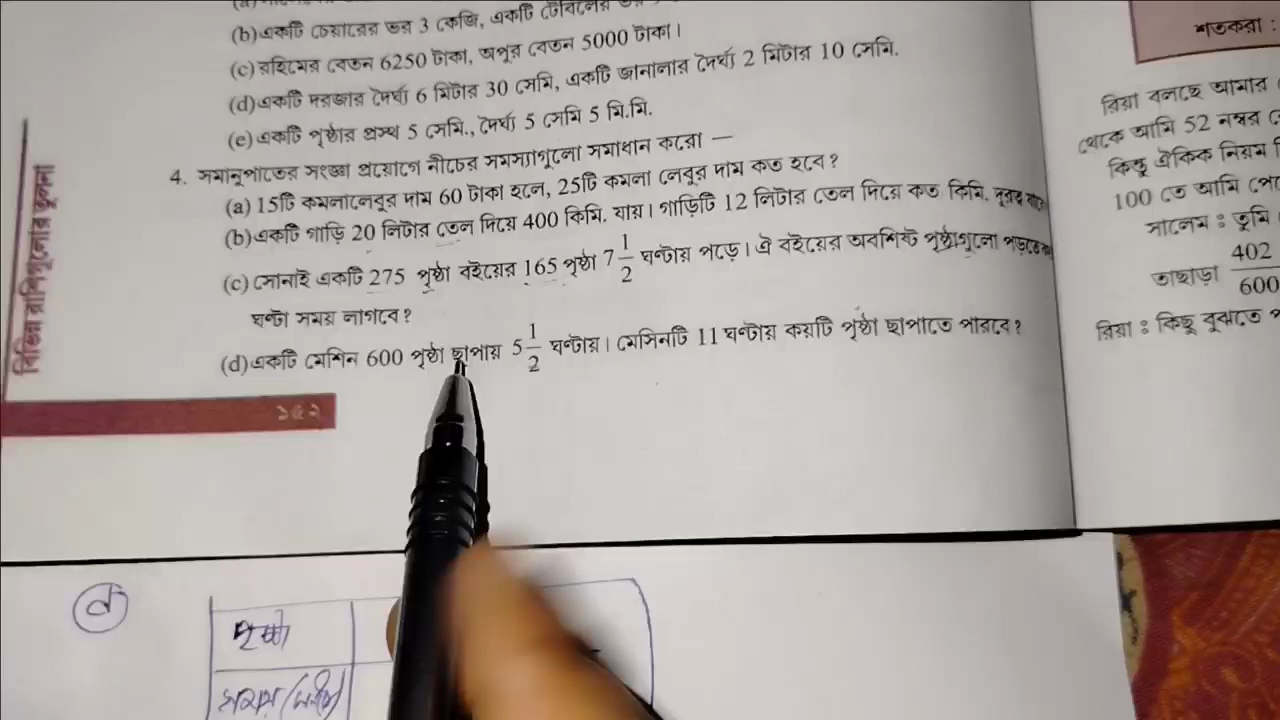 (b) একটি চেয়ারের ভর 3 কেজি, একটি টেবিলের
(c) রহিমের বেতন 6250 টাকা, অপুর বেতন 5000 টাকা।
(d) একটি দরজার দৈর্ঘ্য 6 মিটার 30 সেমি, একটি জানালার দৈর্ঘ্য 2 মিটার 10 সেমি.
(e) একটি পৃষ্ঠার প্রস্থ 5 সেমি., দৈর্ঘ্য 5 সেমি 5 মি.মি.
4. সমানুপাতের সংজ্ঞা প্রয়োগে নীচের সমস্যাগুলো সমাধান করো —
(a) 15টি কমলালেবুর দাম 60 টাকা হলে, 25টি কমলা লেবুর দাম কত হবে?
(b) একটি গাড়ি 20 লিটার তেল দিয়ে 400 কিমি. যায়। গাড়িটি 12 লিটার তেল দিয়ে কত কিমি. দূরত্ব
(c) সোনাই একটি 275 পৃষ্ঠা বইয়ের 165 পৃষ্ঠা 7 1/2 ঘণ্টায় পড়ে। ঐ বইয়ের অবশিষ্ট পৃষ্ঠাগুলো পড়তে
ঘণ্টা সময় লাগবে?
(d) একটি মেশিন 600 পৃষ্ঠা ছাপায় 5 1/2 ঘণ্টায়। মেসিনটি 11 ঘণ্টায় কয়টি পৃষ্ঠা ছাপাতে পারবে?
১৫২
বিভিন্ন রাশিগুলোর তুলনা
শতকরা :
রিয়া বলছে আমার
থেকে আমি 52 নম্বর
কিন্তু ঐকিক নিয়ম
100 তে আমি
সালেম : তুমি
তাছাড়া 402/600
রিয়া : কিছু বুঝতে
d
পৃষ্ঠা
সময়